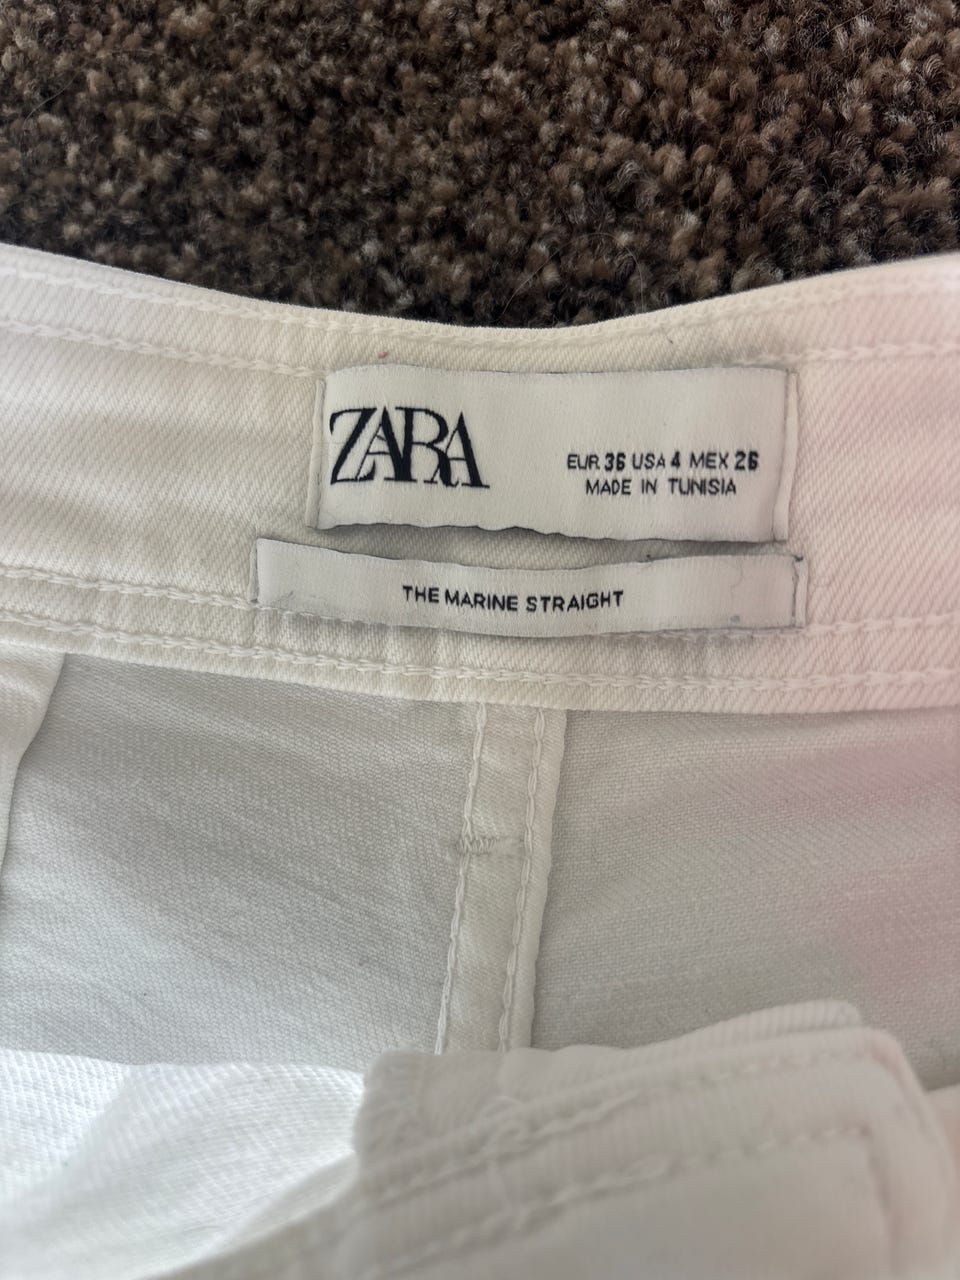 ZARA
EUR 36 USA 4 MEX 26
MADE IN TUNISIA
THE MARINE STRAIGHT